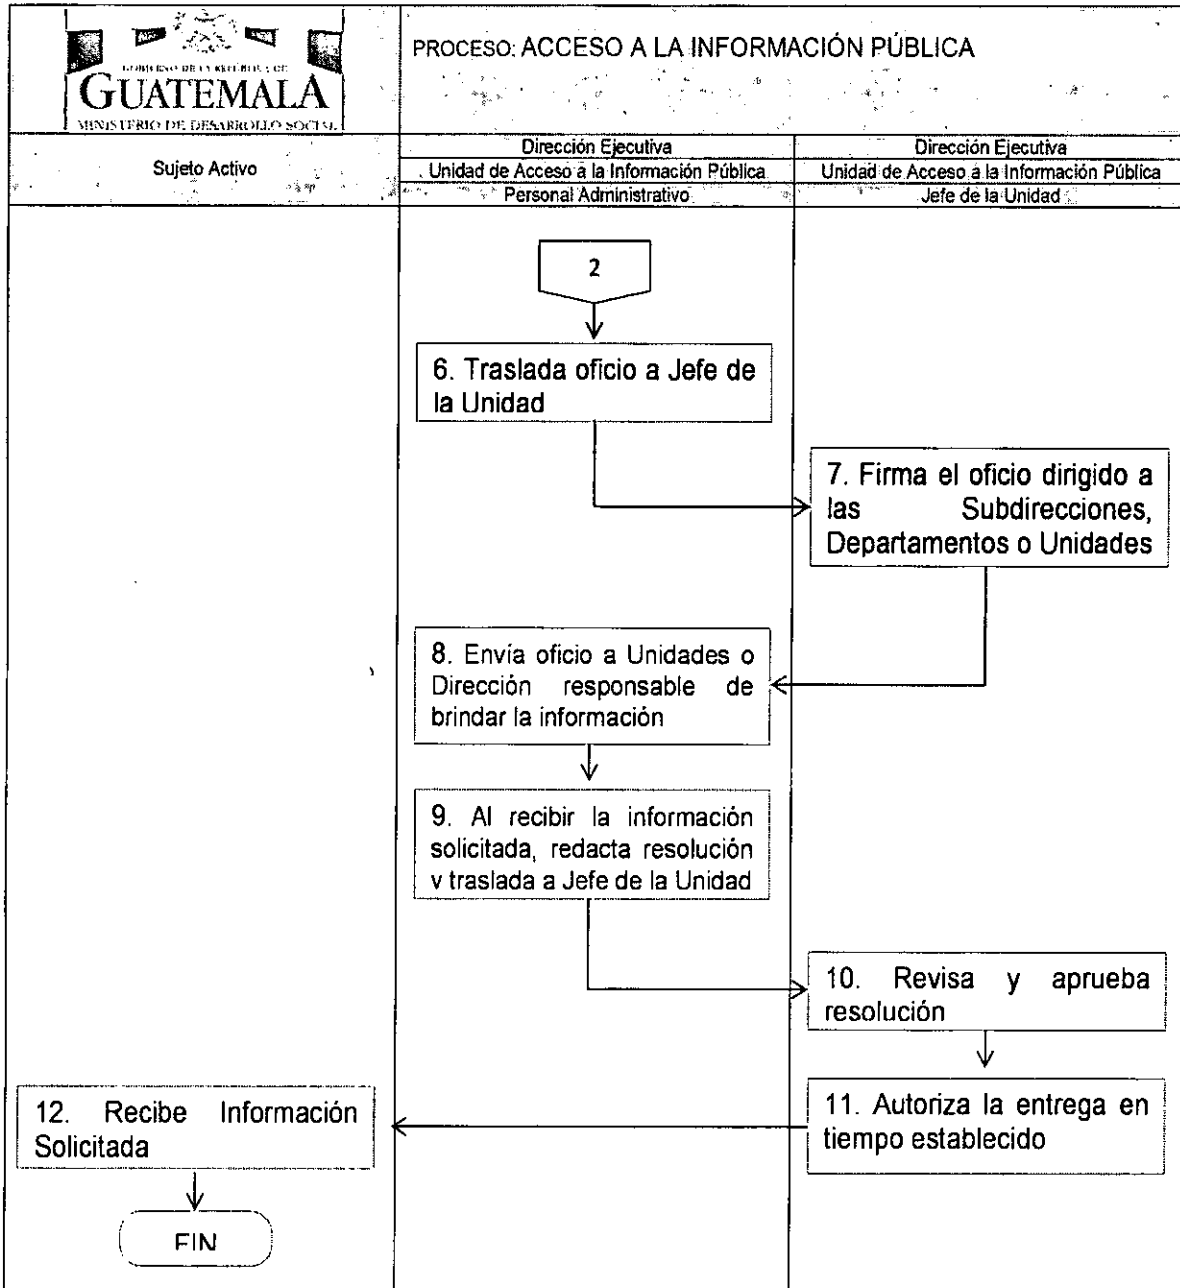 GOBIERNO DE LA REPÚBLICA DE
GUATEMALA
MINISTERIO DE DESARROLLO SOCIAL
PROCESO: ACCESO A LA INFORMACIÓN PÚBLICA
Sujeto Activo
Dirección Ejecutiva
Unidad de Acceso a la Información Pública
Personal Administrativo
Dirección Ejecutiva
Unidad de Acceso a la Información Pública
Jefe de la Unidad
2
6. Traslada oficio a Jefe de
la Unidad
7. Firma el oficio dirigido a
las Subdirecciones,
Departamentos o Unidades
8. Envía oficio a Unidades o
Dirección responsable de
brindar la información
9. Al recibir la información
solicitada, redacta resolución
y traslada a Jefe de la Unidad
10. Revisa y aprueba
resolución
11. Autoriza la entrega en
tiempo establecido
12. Recibe Información
Solicitada
FIN